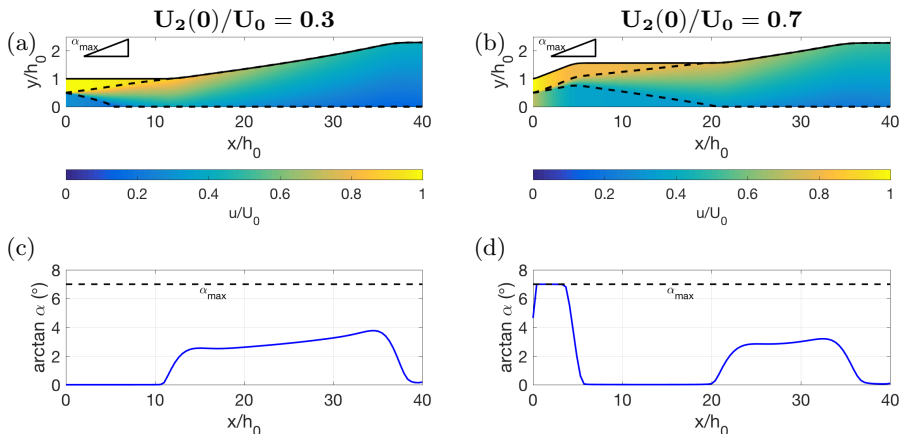 U₂(0)/U₀ = 0.3
U₂(0)/U₀ = 0.7
(a)
α_max
y/h₀
2
1
0
0 10 20 30 40
x/h₀
(b)
α_max
y/h₀
2
1
0
0 10 20 30 40
x/h₀
0 0.2 0.4 0.6 0.8 1
u/U₀
0 0.2 0.4 0.6 0.8 1
u/U₀
(c)
arctan α (°)
8
6
4
2
0
α_max
0 10 20 30 40
x/h₀
(d)
arctan α (°)
8
6
4
2
0
α_max
0 10 20 30 40
x/h₀